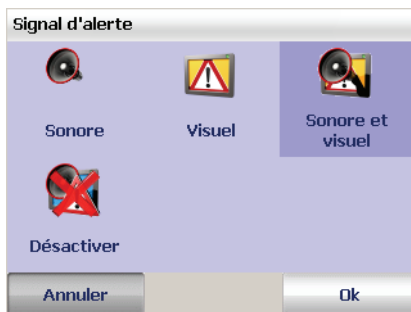 Signal d'alerte
Sonore
Visuel
Sonore et
visuel
Désactiver
Annuler
Ok